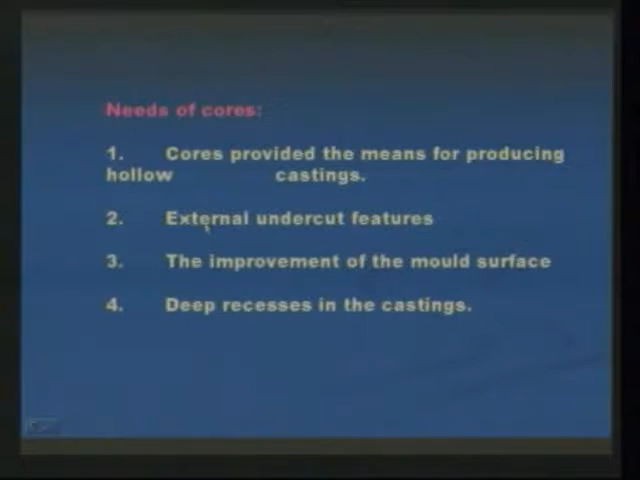 Needs of cores:
1. Cores provided the means for producing
hollow castings.
2. External undercut features
3. The improvement of the mould surface
4. Deep recesses in the castings.